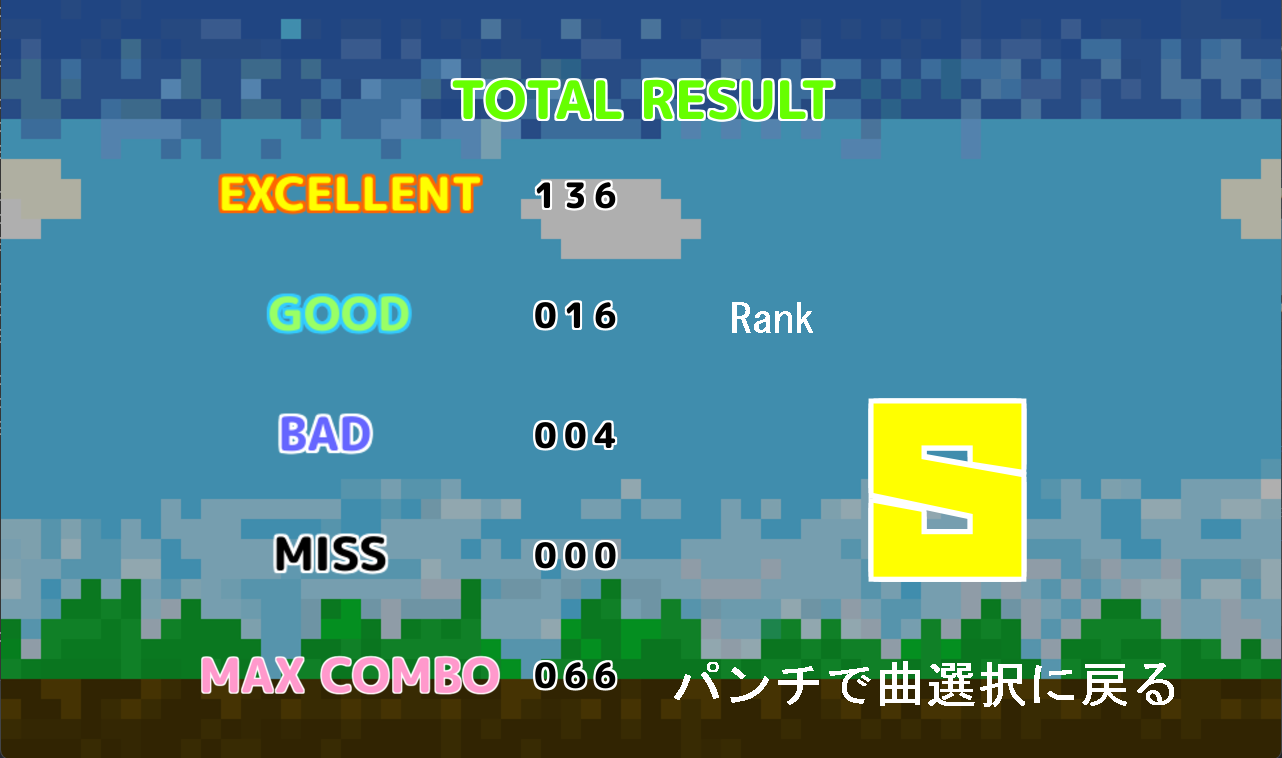 TOTAL RESULT
EXCELLENT 136
GOOD 016
Rank
BAD 004
S
MISS 000
MAX COMBO 066
パンチで曲選択に戻る